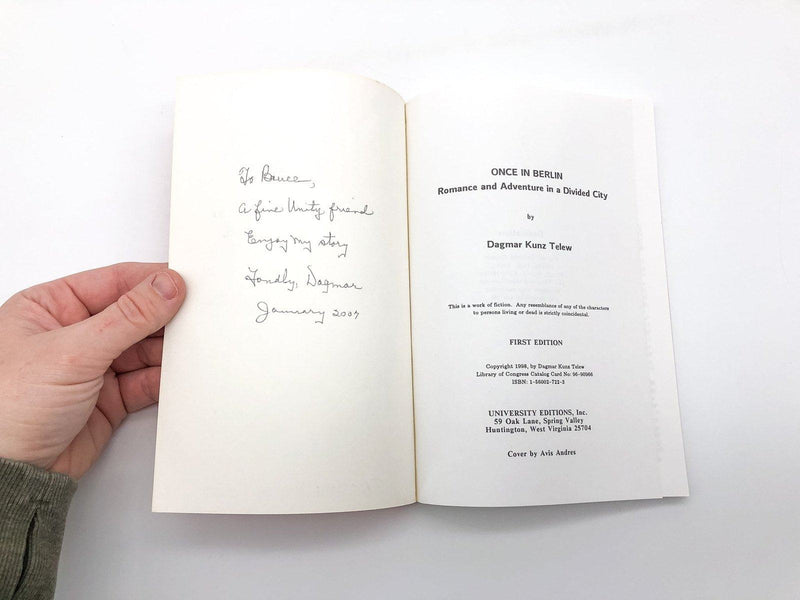 To Bruce,
A fine Unity friend
Enjoy my story
Fondly, Dagmar
January 2007
ONCE IN BERLIN
Romance and Adventure in a Divided City
by
Dagmar Kunz Telew
This is a work of fiction. Any resemblance of any of the characters
to persons living or dead is strictly coincidental.
FIRST EDITION
Copyright 1998, by Dagmar Kunz Telew
Library of Congress Catalog Card No: 96-90966
ISBN: 1-56002-723-3
UNIVERSITY EDITIONS, Inc.
59 Oak Lane, Spring Valley
Huntington, West Virginia 25704
Cover by Avis Andres